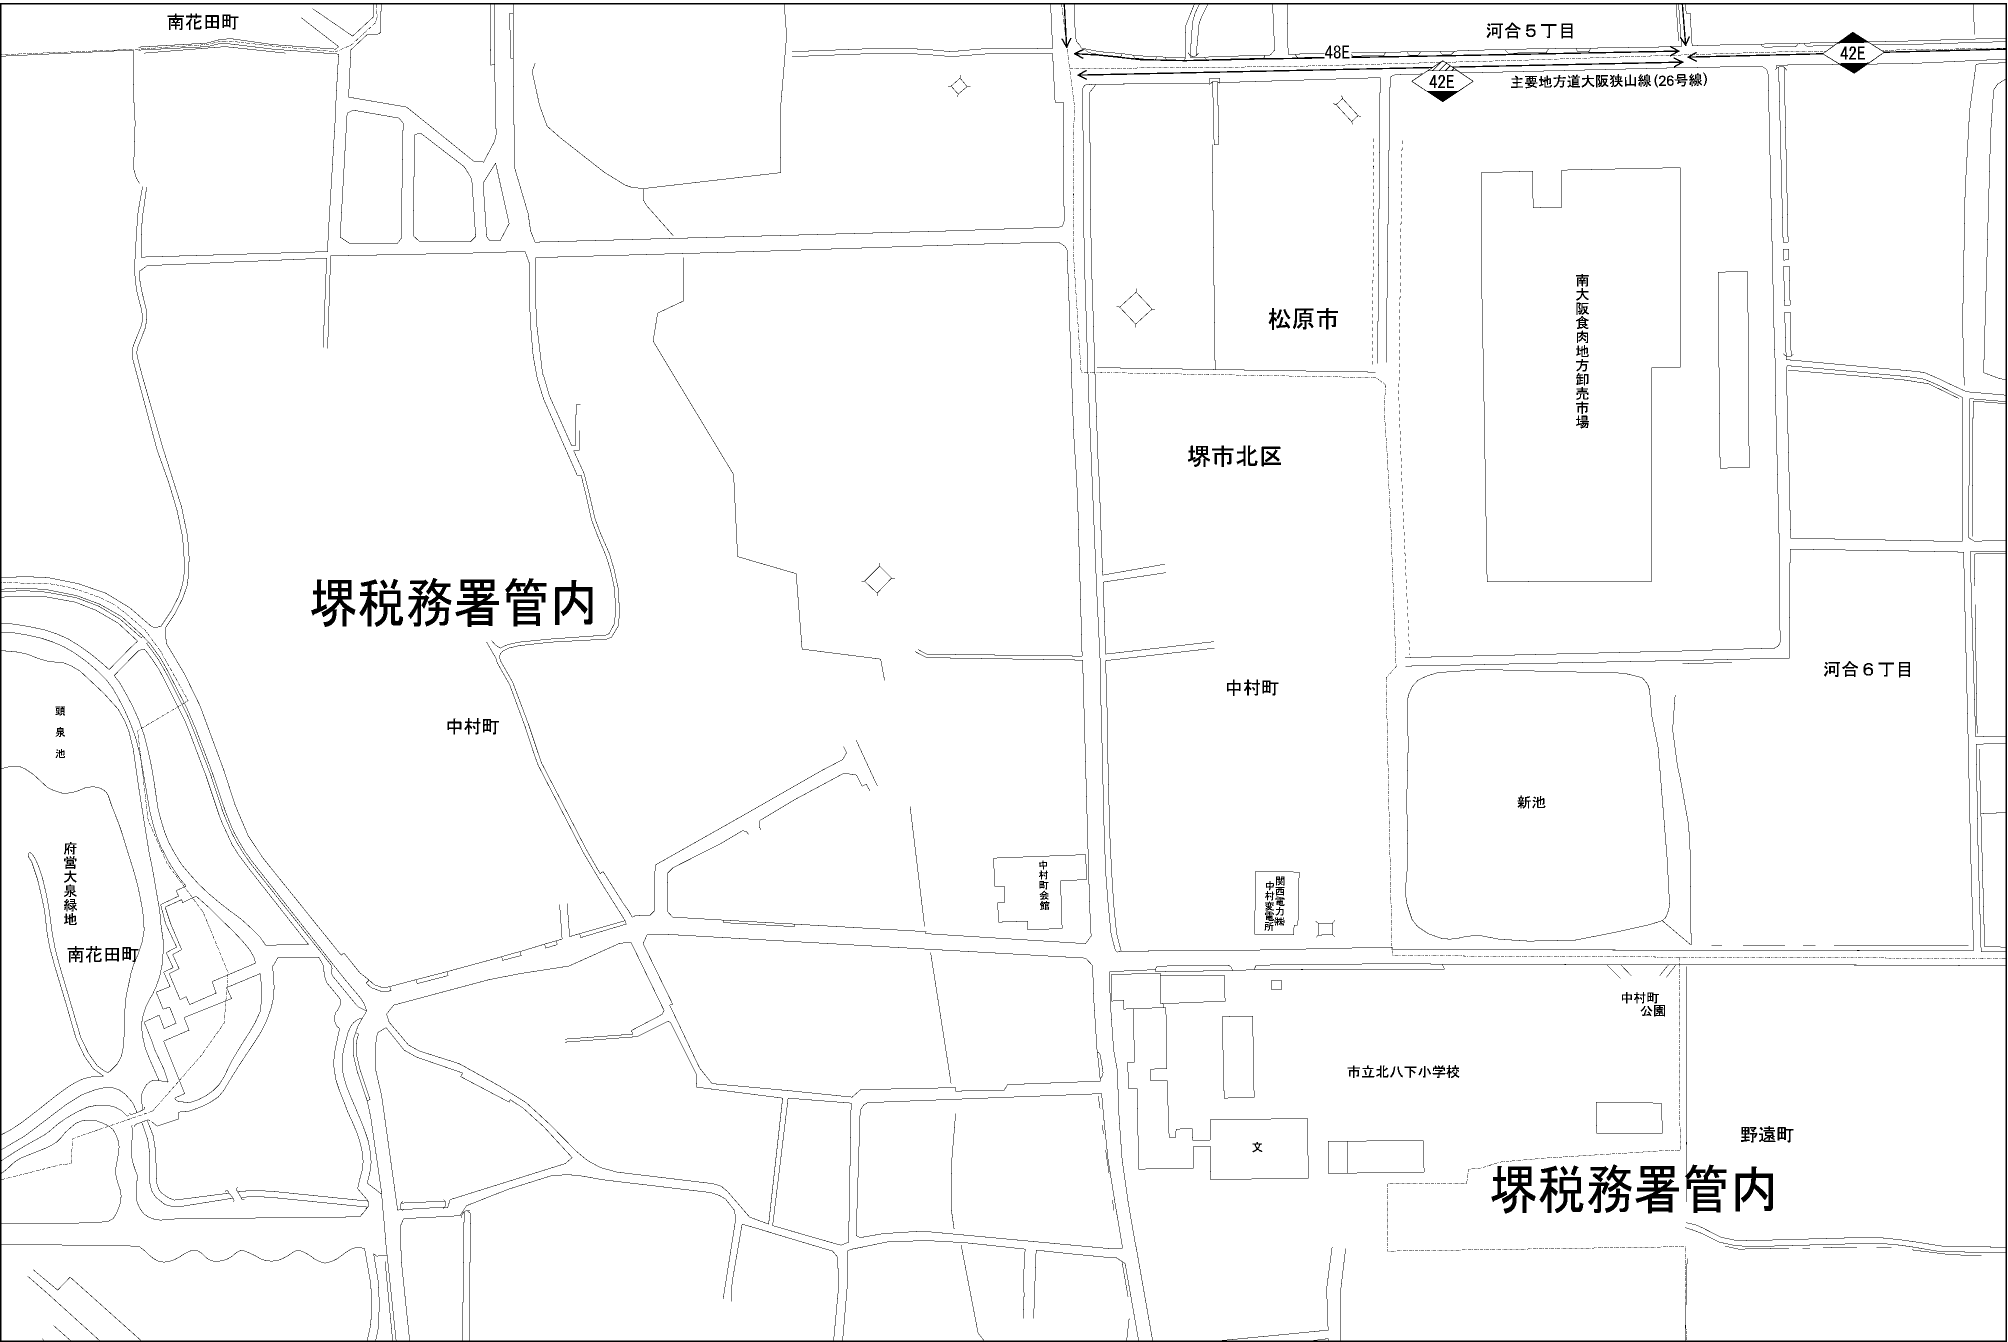 南花田町
河合５丁目
48E
42E
42E
主要地方道大阪狭山線(26号線)
南大阪食肉地方卸売市場
松原市
堺市北区
堺税務署管内
河合６丁目
中村町
頭泉池
中村町
新池
府営大泉緑地
中村町会館
関西電力㈱
中村変電所
南花田町
中村町
公園
市立北八下小学校
野遠町
文
堺税務署管内